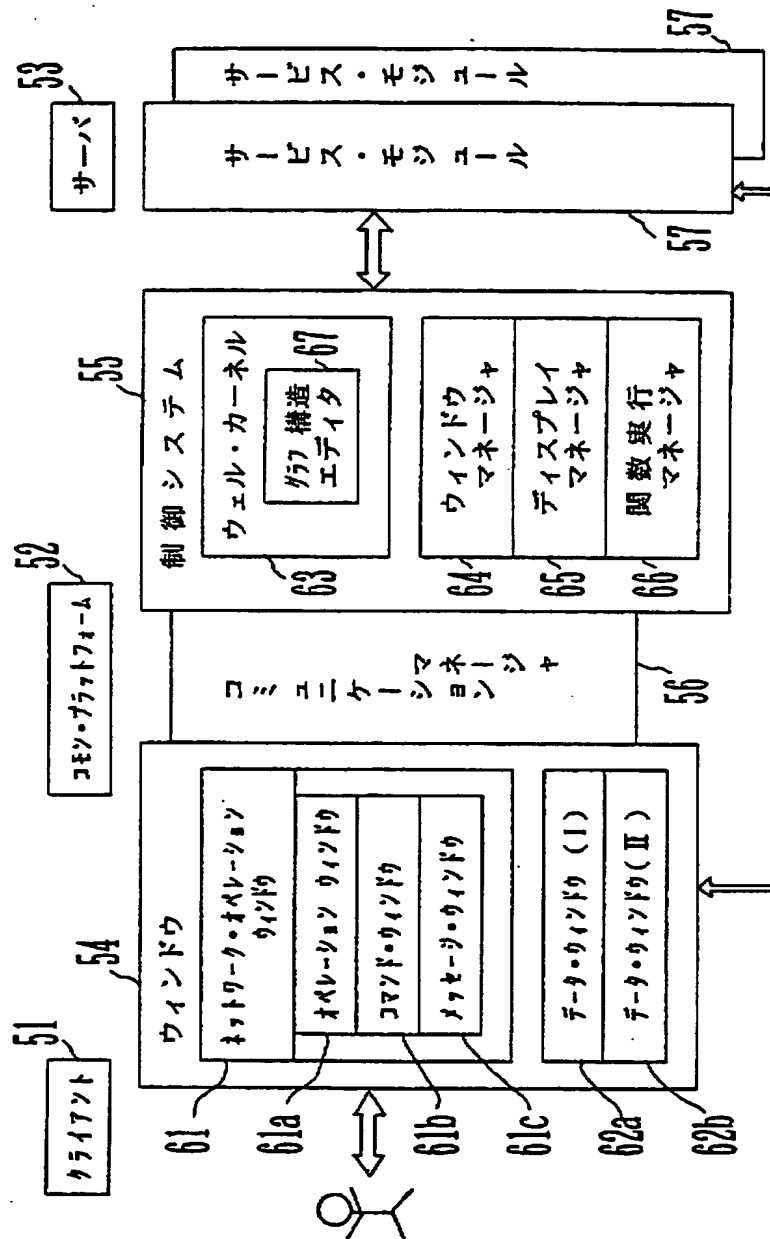 51
クライアント
52
コモン・プラットフォーム
53
サーバ
54
ウィンドウ
61
ネットワーク・オペレーション
ウィンドウ
61a
オペレーション ウィンドウ
61b
コマンド・ウィンドウ
61c
メッセージ・ウィンドウ
62a
データ・ウィンドウ (I)
62b
データ・ウィンドウ(II)
コミュニケーション
マネージャ
56
55
制御システム
ウェル・カーネル
63
グラフ構造
エディタ
67
64
ウィンドウ
マネージャ
65
ディスプレイ
マネージャ
66
関数実行
マネージャ
サービス・モジュール
57
サービス・モジュール
57